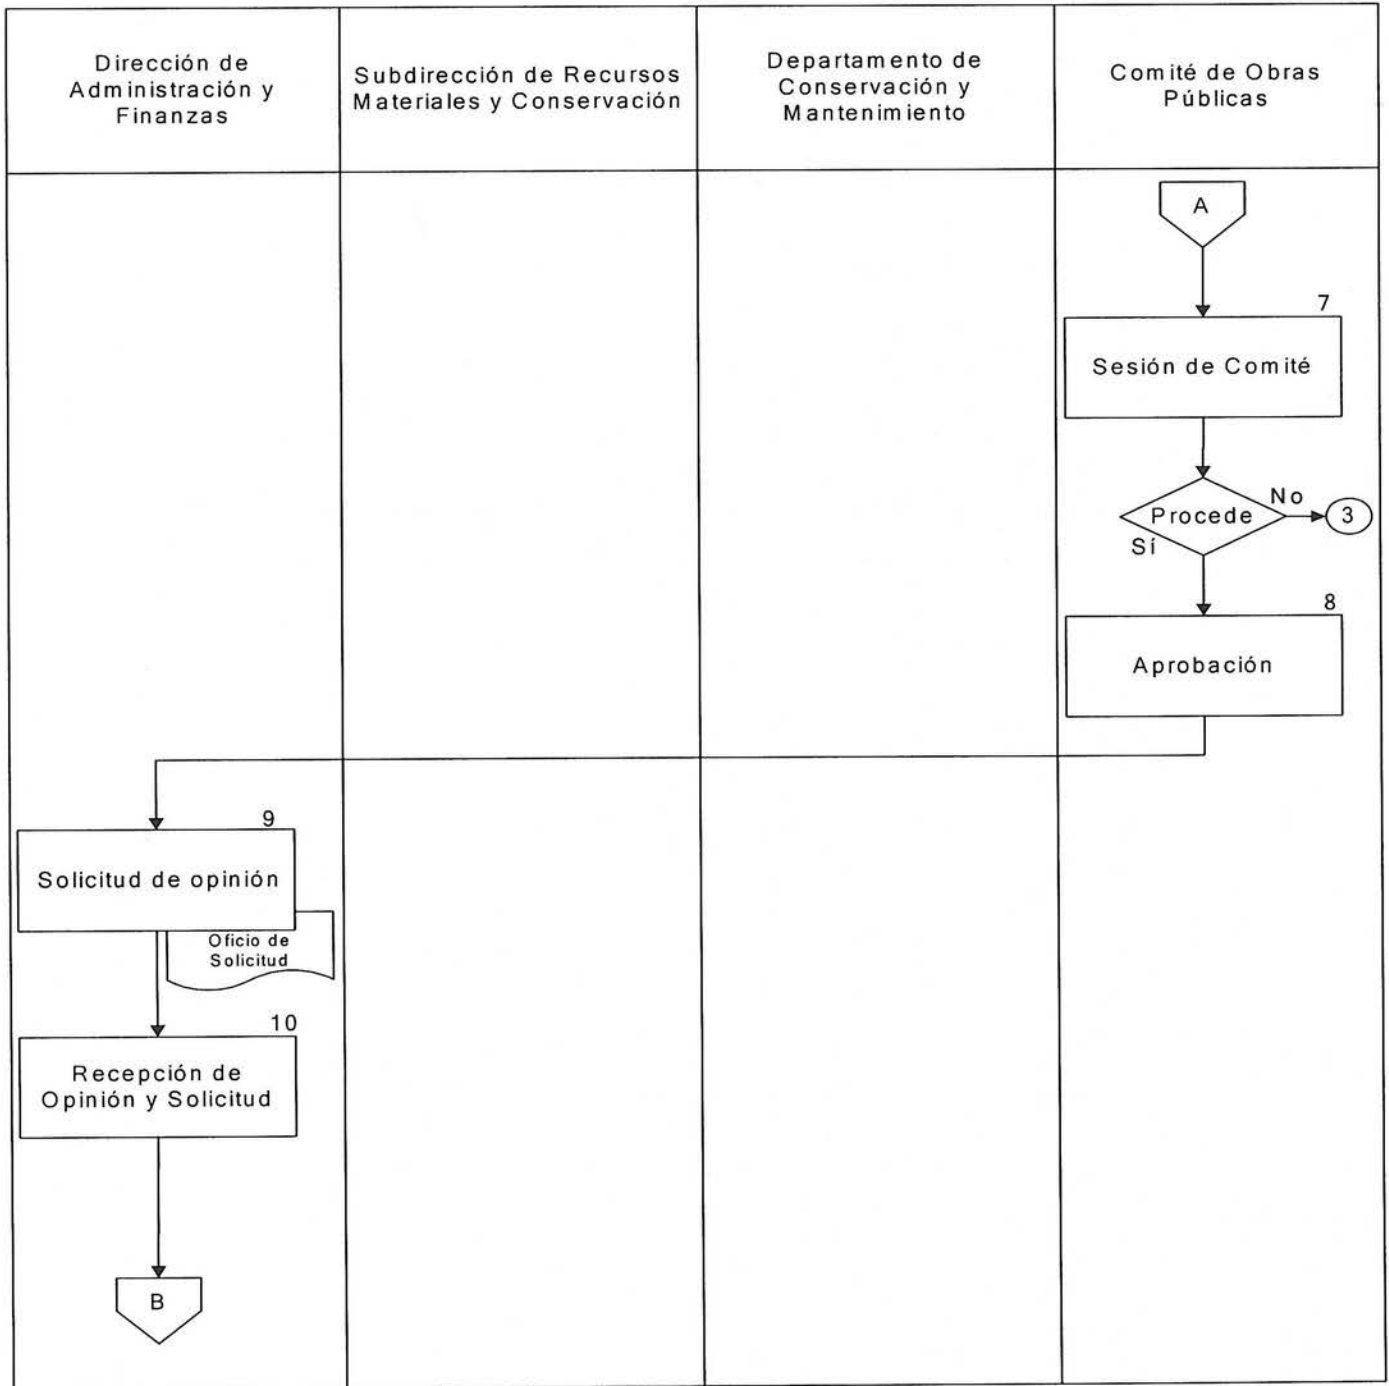 Dirección de
Administración y
Finanzas
Subdirección de Recursos
Materiales y Conservación
Departamento de
Conservación y
Mantenimiento
Comité de Obras
Públicas
A
7
Sesión de Comité
Procede
No
3
Sí
8
Aprobación
9
Solicitud de opinión
Oficio de
Solicitud
10
Recepción de
Opinión y Solicitud
B